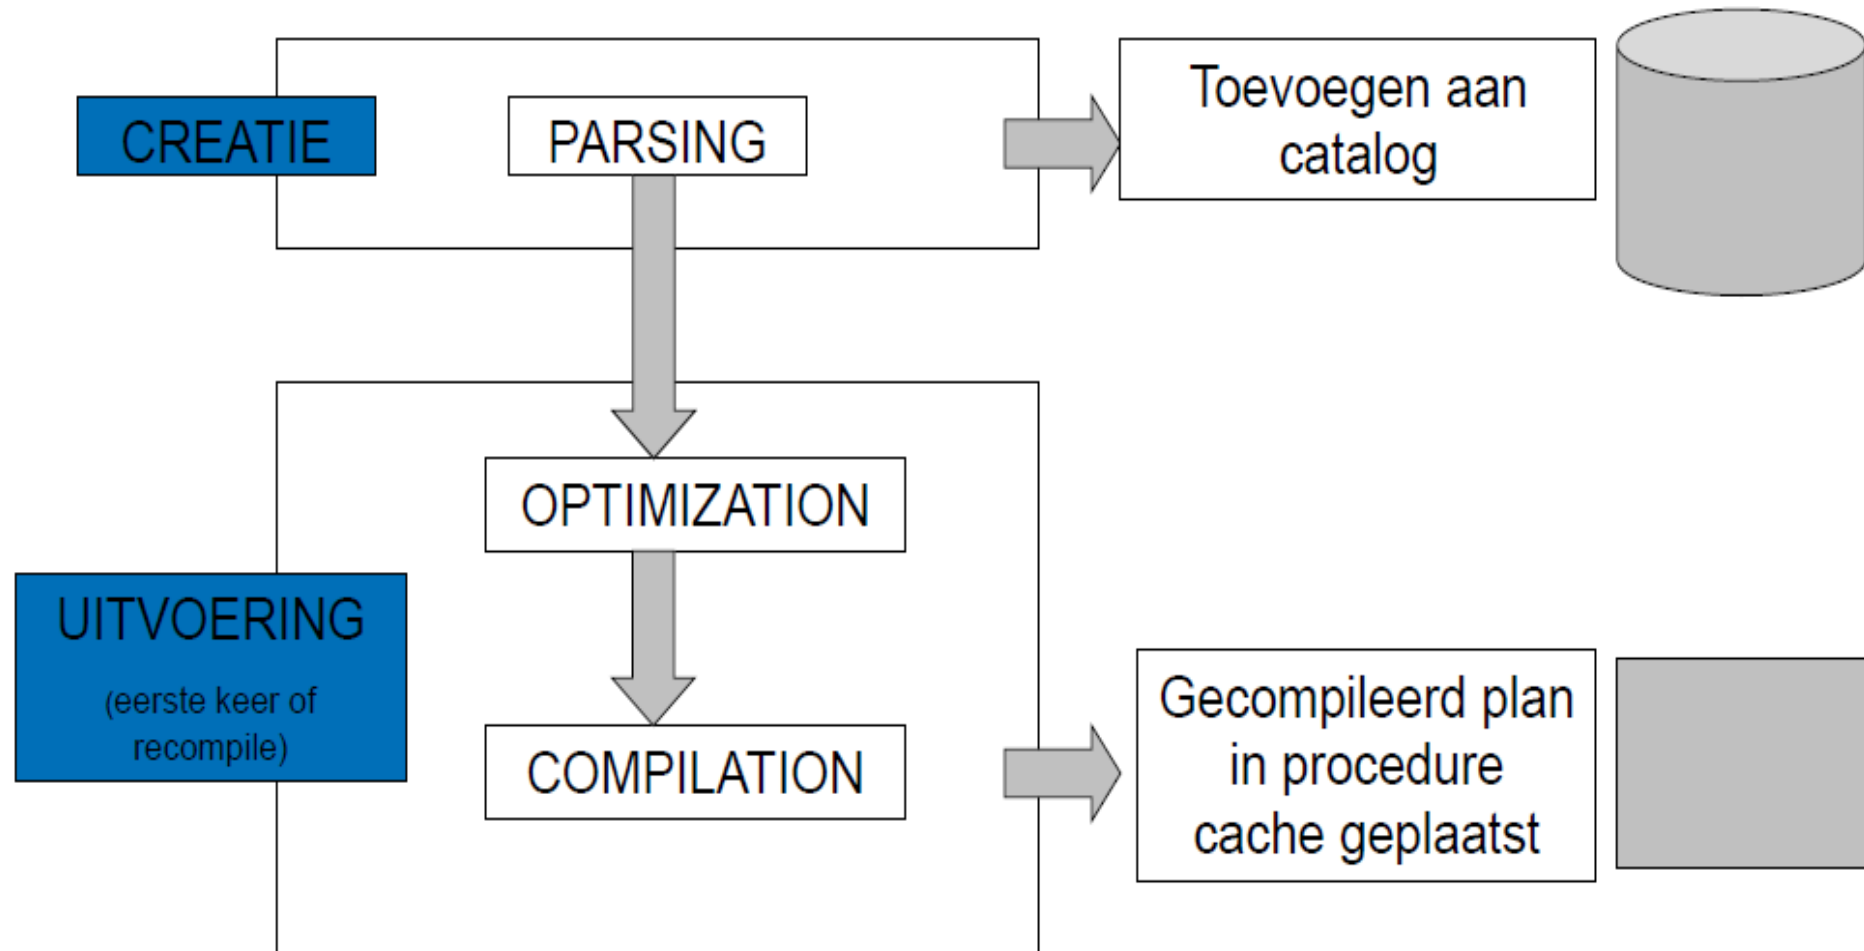 CREATIE
PARSING
Toevoegen aan
catalog
OPTIMIZATION
UITVOERING
(eerste keer of
recompile)
COMPILATION
Gecompileerd plan
in procedure
cache geplaatst